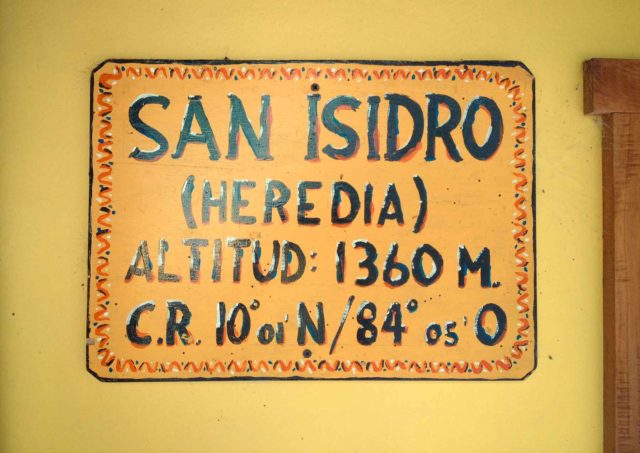 SAN ISIDRO
(HEREDIA)
ALTITUD: 1360 M.
C.R. 10° 01' N/84° 05' O